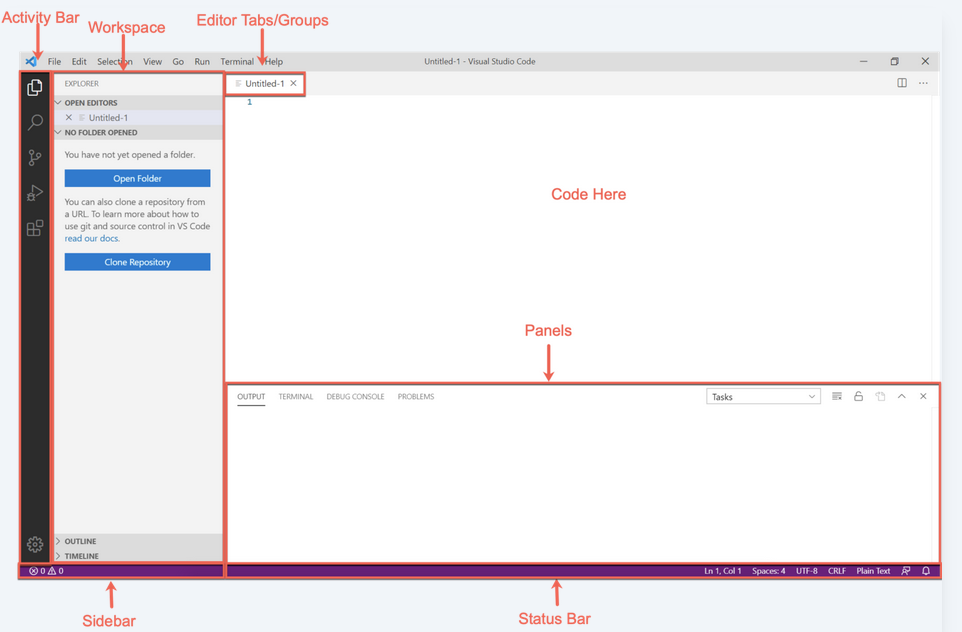 Activity Bar
Workspace
Editor Tabs/Groups
File Edit Selection View Go Run Terminal Help
Untitled-1 - Visual Studio Code
EXPLORER
OPEN EDITORS
Untitled-1
NO FOLDER OPENED
You have not yet opened a folder.
Open Folder
You can also clone a repository from
a URL. To learn more about how to
use git and source control in VS Code
read our docs.
Clone Repository
OUTLINE
TIMELINE
Untitled-1
1
Code Here
Panels
OUTPUT TERMINAL DEBUG CONSOLE PROBLEMS
Tasks
0 0
Ln 1, Col 1 Spaces: 4 UTF-8 CRLF Plain Text
Sidebar
Status Bar